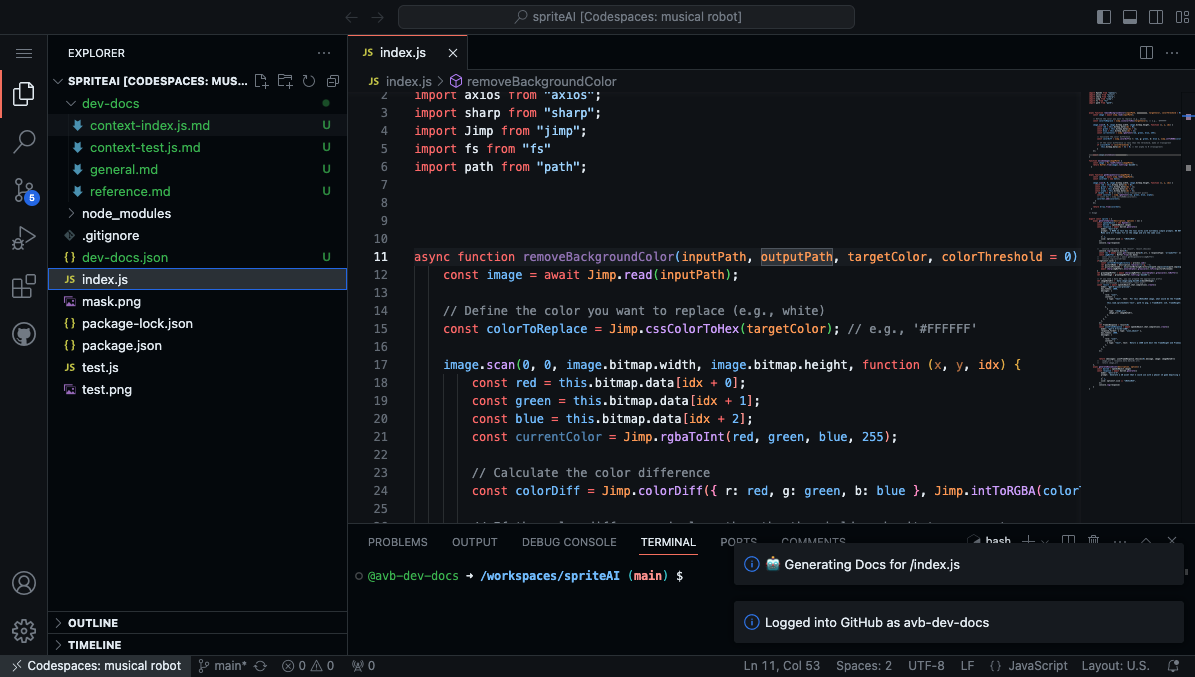 spriteAI [Codespaces: musical robot]
EXPLORER
SPRITEAI [CODESPACES: MUS...
dev-docs
context-index.js.md U
context-test.js.md U
general.md U
reference.md U
node_modules
.gitignore
{} dev-docs.json U
JS index.js
mask.png
{} package-lock.json
{} package.json
JS test.js
test.png
OUTLINE
TIMELINE
5
JS index.js
JS index.js > removeBackgroundColor
2 import axios from "axios";
3 import sharp from "sharp";
4 import Jimp from "jimp";
5 import fs from "fs"
6 import path from "path";
7
8
9
10
11 async function removeBackgroundColor(inputPath, outputPath, targetColor, colorThreshold = 0)
12 const image = await Jimp.read(inputPath);
13
14 // Define the color you want to replace (e.g., white)
15 const colorToReplace = Jimp.cssColorToHex(targetColor); // e.g., '#FFFFFF'
16
17 image.scan(0, 0, image.bitmap.width, image.bitmap.height, function (x, y, idx) {
18 const red = this.bitmap.data[idx + 0];
19 const green = this.bitmap.data[idx + 1];
20 const blue = this.bitmap.data[idx + 2];
21 const currentColor = Jimp.rgbaToInt(red, green, blue, 255);
22
23 // Calculate the color difference
24 const colorDiff = Jimp.colorDiff({ r: red, g: green, b: blue }, Jimp.intToRGBA(color
25
PROBLEMS OUTPUT DEBUG CONSOLE TERMINAL PORTS COMMENTS bash
@avb-dev-docs → /workspaces/spriteAI (main) $
Generating Docs for /index.js
Logged into GitHub as avb-dev-docs
Codespaces: musical robot main* 0 0 0 Ln 11, Col 53 Spaces: 2 UTF-8 LF {} JavaScript Layout: U.S.